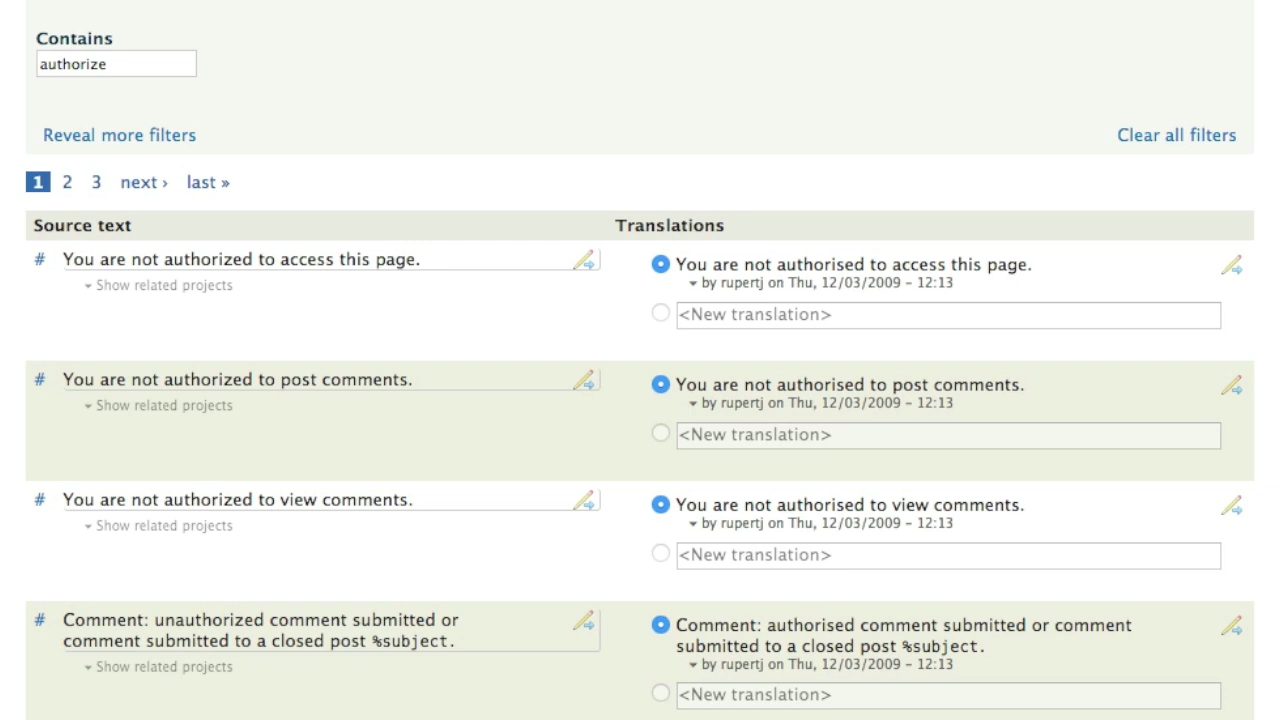 Contains
authorize
Reveal more filters Clear all filters
1 2 3 next › last »
Source text Translations
# You are not authorized to access this page.
Show related projects
You are not authorised to access this page.
by rupertj on Thu, 12/03/2009 – 12:13
<New translation>
# You are not authorized to post comments.
Show related projects
You are not authorised to post comments.
by rupertj on Thu, 12/03/2009 – 12:13
<New translation>
# You are not authorized to view comments.
Show related projects
You are not authorised to view comments.
by rupertj on Thu, 12/03/2009 – 12:13
<New translation>
# Comment: unauthorized comment submitted or
comment submitted to a closed post %subject.
Show related projects
Comment: authorised comment submitted or comment
submitted to a closed post %subject.
by rupertj on Thu, 12/03/2009 – 12:13
<New translation>